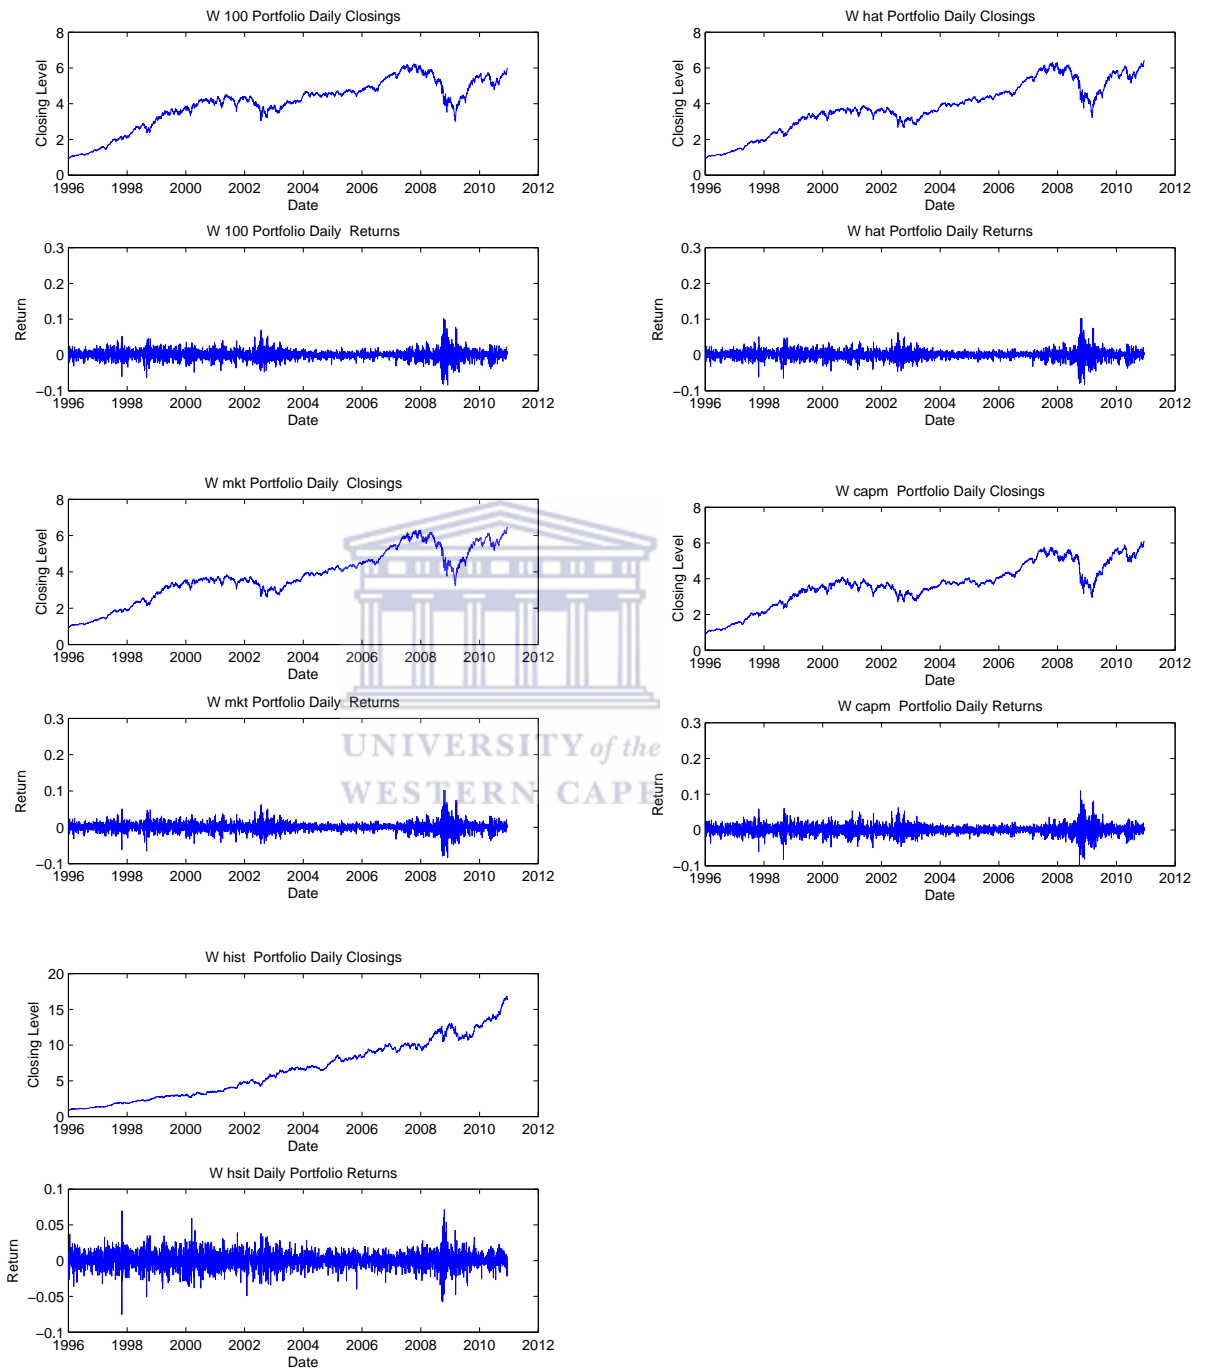 W 100 Portfolio Daily Closings
8
6
4
2
0
Closing Level
1996 1998 2000 2002 2004 2006 2008 2010 2012
Date
W hat Portfolio Daily Closings
8
6
4
2
0
Closing Level
1996 1998 2000 2002 2004 2006 2008 2010 2012
Date
W 100 Portfolio Daily Returns
0.3
0.2
0.1
0
−0.1
Return
1996 1998 2000 2002 2004 2006 2008 2010 2012
Date
W hat Portfolio Daily Returns
0.3
0.2
0.1
0
−0.1
Return
1996 1998 2000 2002 2004 2006 2008 2010 2012
Date
W mkt Portfolio Daily Closings
8
6
4
2
0
Closing Level
1996 1998 2000 2002 2004 2006 2008 2010 2012
Date
W capm Portfolio Daily Closings
8
6
4
2
0
Closing Level
1996 1998 2000 2002 2004 2006 2008 2010 2012
Date
W mkt Portfolio Daily Returns
0.3
0.2
0.1
0
−0.1
Return
1996 1998 2000 2002 2004 2006 2008 2010 2012
Date
UNIVERSITY of the
WESTERN CAPE
W capm Portfolio Daily Returns
0.3
0.2
0.1
0
−0.1
Return
1996 1998 2000 2002 2004 2006 2008 2010 2012
Date
W hist Portfolio Daily Closings
20
15
10
5
0
Closing Level
1996 1998 2000 2002 2004 2006 2008 2010 2012
Date
W hsit Daily Portfolio Returns
0.1
0.05
0
−0.05
−0.1
Return
1996 1998 2000 2002 2004 2006 2008 2010 2012
Date